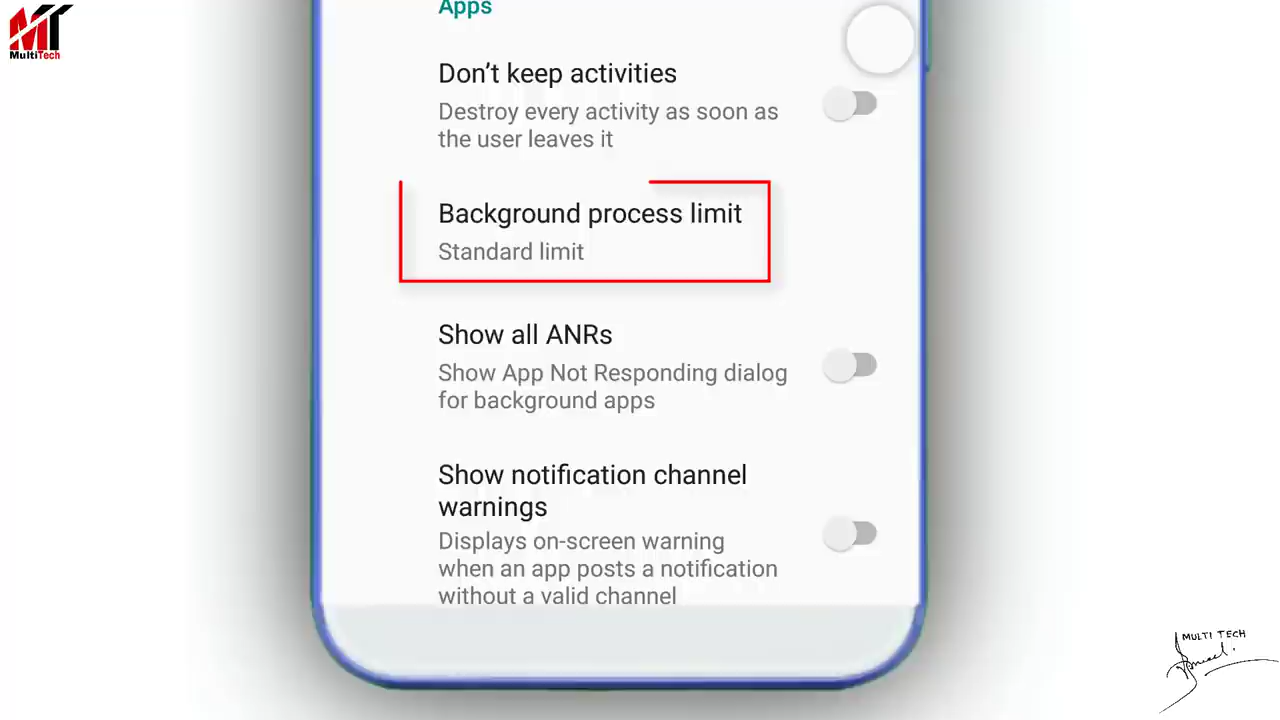 MT
MultiTech
Apps
Don’t keep activities
Destroy every activity as soon as
the user leaves it
Background process limit
Standard limit
Show all ANRs
Show App Not Responding dialog
for background apps
Show notification channel
warnings
Displays on-screen warning
when an app posts a notification
without a valid channel
MULTI TECH